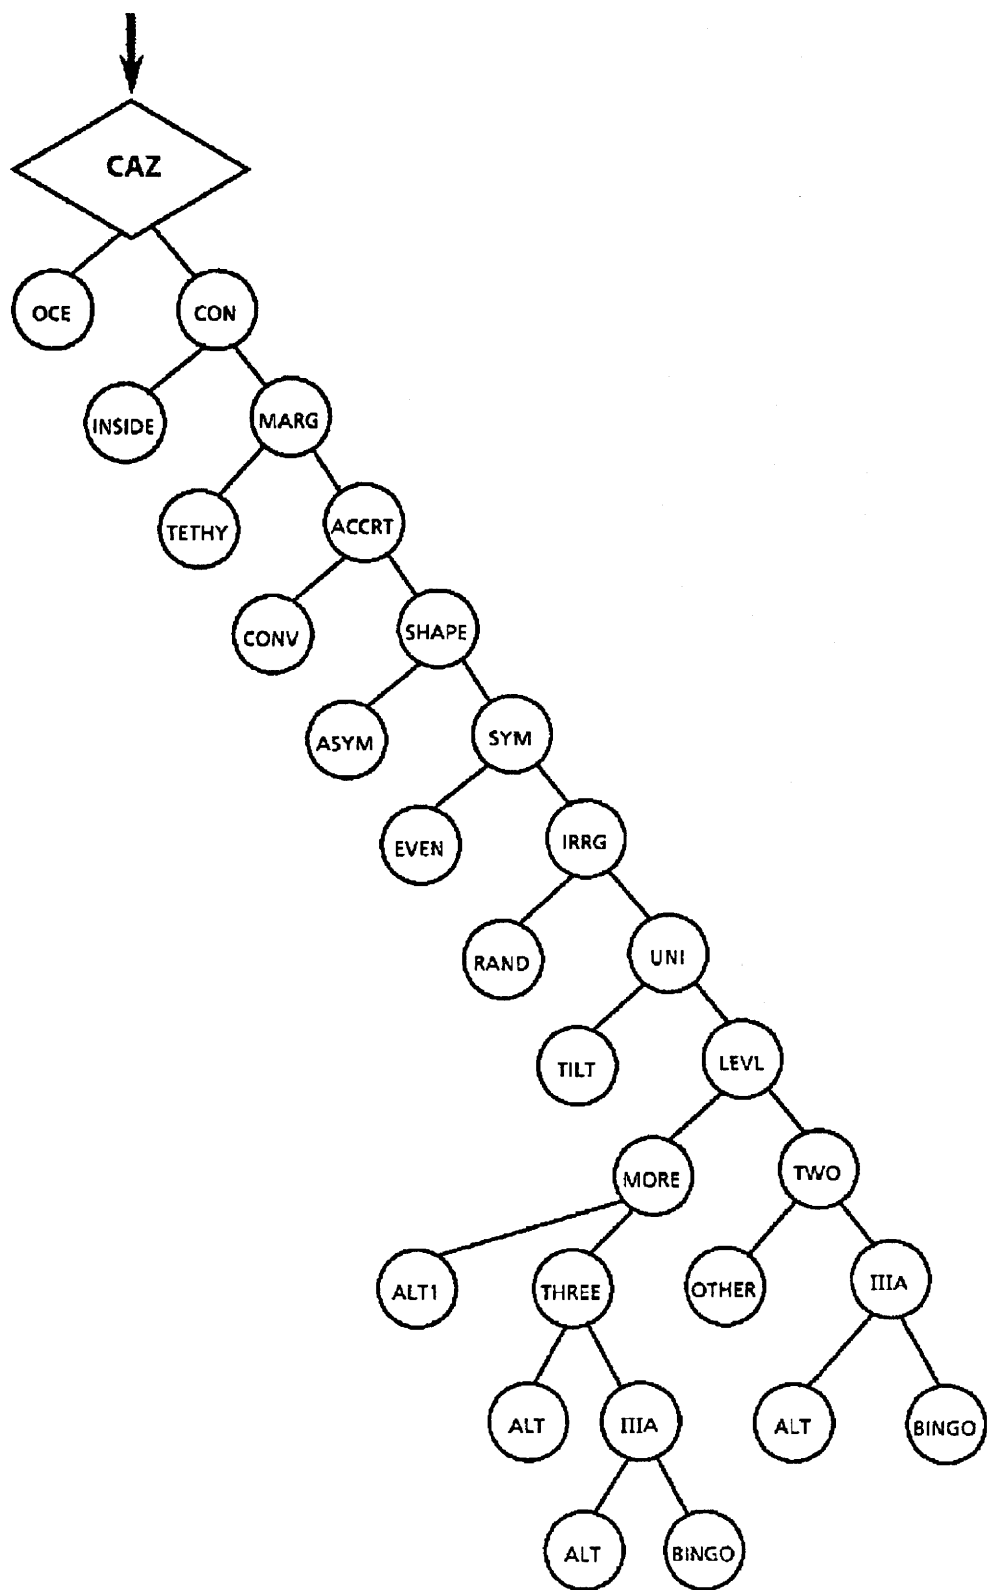 CAZ
OCE
CON
INSIDE
MARG
TETHY
ACCRT
CONV
SHAPE
ASYM
SYM
EVEN
IRRG
RAND
UNI
TILT
LEVL
MORE
TWO
ALT1
THREE
OTHER
IIIA
ALT
IIIA
ALT
BINGO
ALT
BINGO